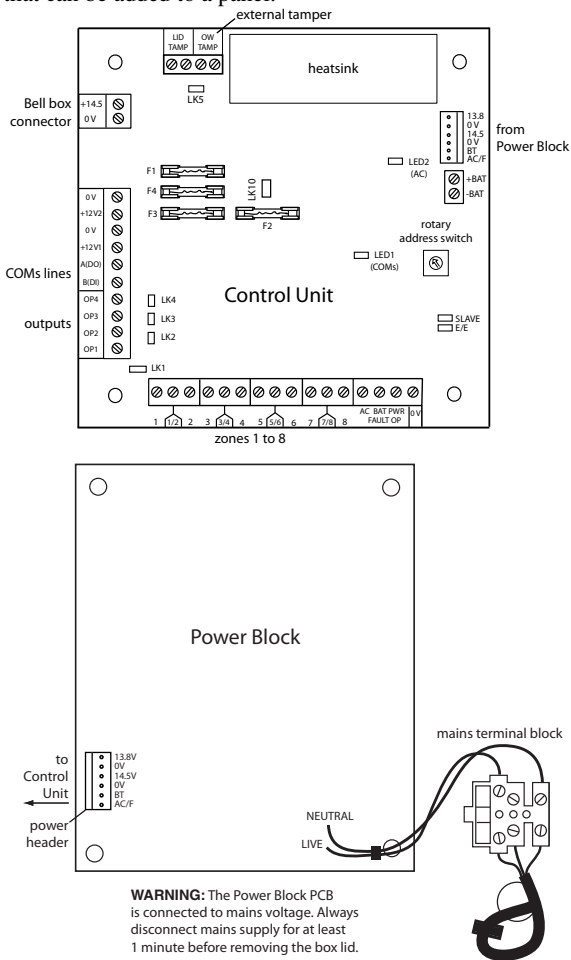 that can be added to a panel.
external tamper
LID TAMP
OW TAMP
heatsink
LK5
Bell box connector
+14.5
0 V
13.8
0 V
14.5
0 V
BT
AC/F
from Power Block
LED2 (AC)
+BAT
-BAT
F1
F4
F3
LK10
F2
rotary address switch
LED1 (COMs)
0 V
+12V2
0 V
+12V1
A(DO)
B(DI)
OP4
OP3
OP2
OP1
COMs lines
outputs
LK4
LK3
LK2
LK1
Control Unit
SLAVE
E/E
1 1/2 2 3 3/4 4 5 5/6 6 7 7/8 8
AC BAT PWR
FAULT OP
0 V
zones 1 to 8
Power Block
to Control Unit
13.8V
0V
14.5V
0V
BT
AC/F
power header
mains terminal block
NEUTRAL
LIVE
WARNING: The Power Block PCB
is connected to mains voltage. Always
disconnect mains supply for at least
1 minute before removing the box lid.